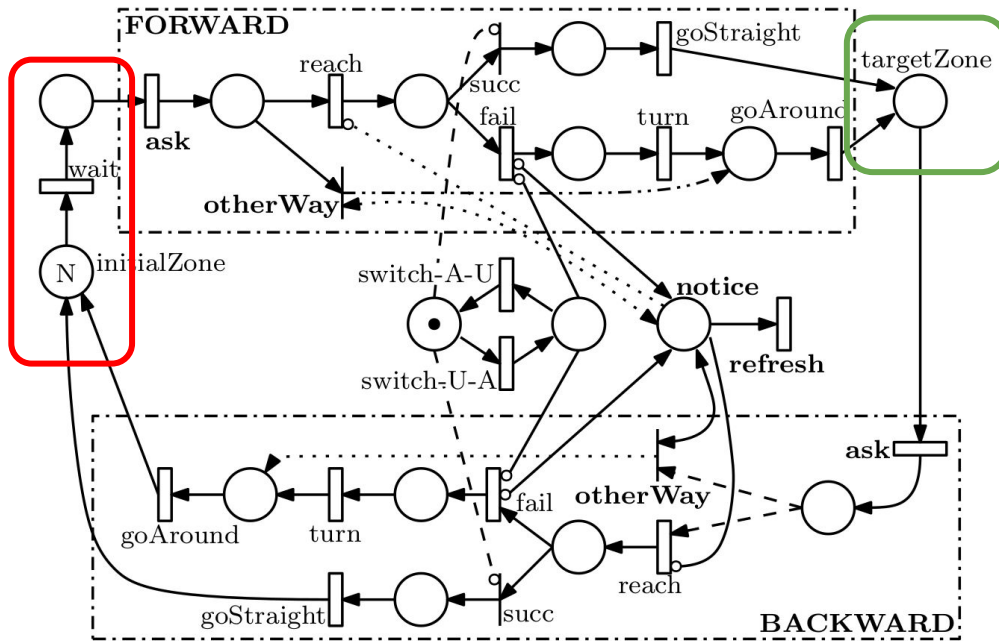 FORWARD
goStraight
targetZone
reach
succ
fail
turn
goAround
ask
wait
otherWay
initialZone
N
switch-A-U
notice
switch-U-A
refresh
ask
otherWay
fail
goAround
turn
reach
goStraight
succ
BACKWARD